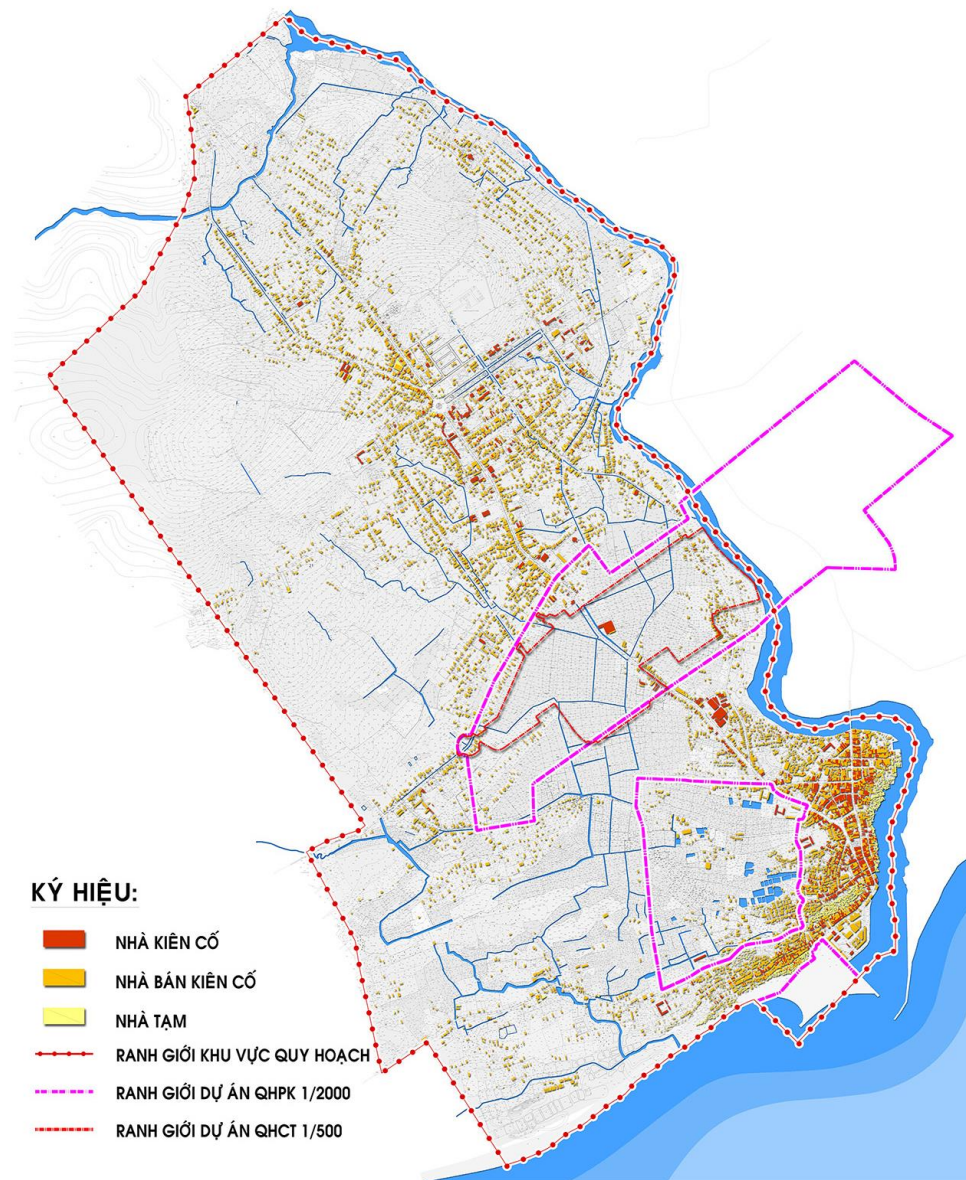 KÝ HIỆU:
NHÀ KIÊN CỐ
NHÀ BÁN KIÊN CỐ
NHÀ TẠM
RANH GIỚI KHU VỰC QUY HOẠCH
RANH GIỚI DỰ ÁN QHPK 1/2000
RANH GIỚI DỰ ÁN QHCT 1/500